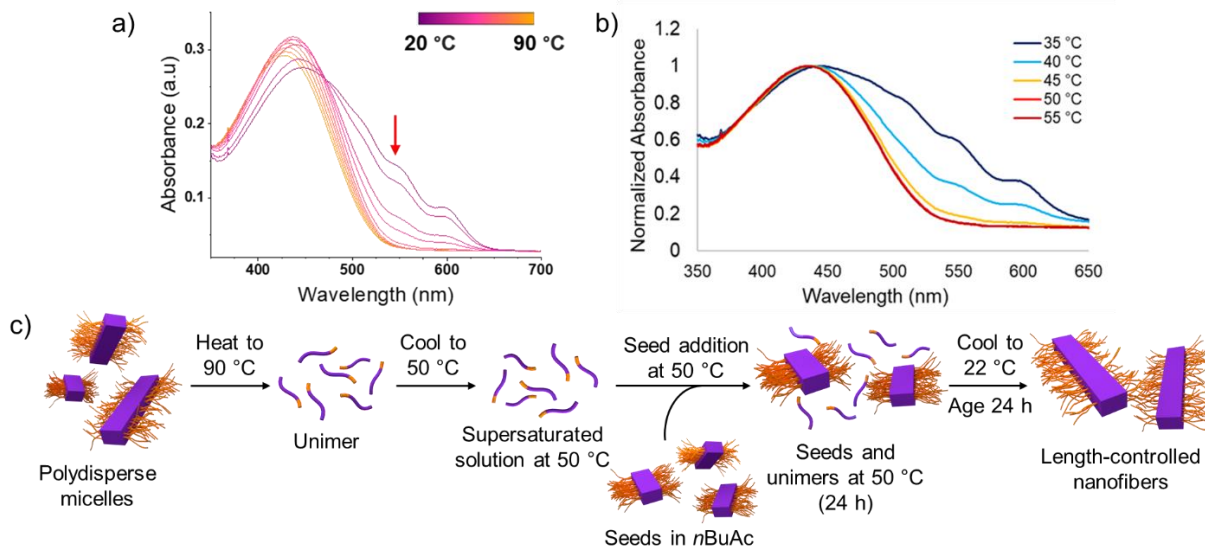 a)
20 °C
90 °C
Absorbance (a.u)
0.3
0.2
0.1
400
500
600
700
Wavelength (nm)
b)
Normalized Absorbance
1.2
1
0.8
0.6
0.4
0.2
0
350
400
450
500
550
600
650
Wavelength (nm)
35 °C
40 °C
45 °C
50 °C
55 °C
c)
Polydisperse
micelles
Heat to
90 °C
Unimer
Cool to
50 °C
Supersaturated
solution at 50 °C
Seed addition
at 50 °C
Seeds in nBuAc
Seeds and
unimers at 50 °C
(24 h)
Cool to
22 °C
Age 24 h
Length-controlled
nanofibers